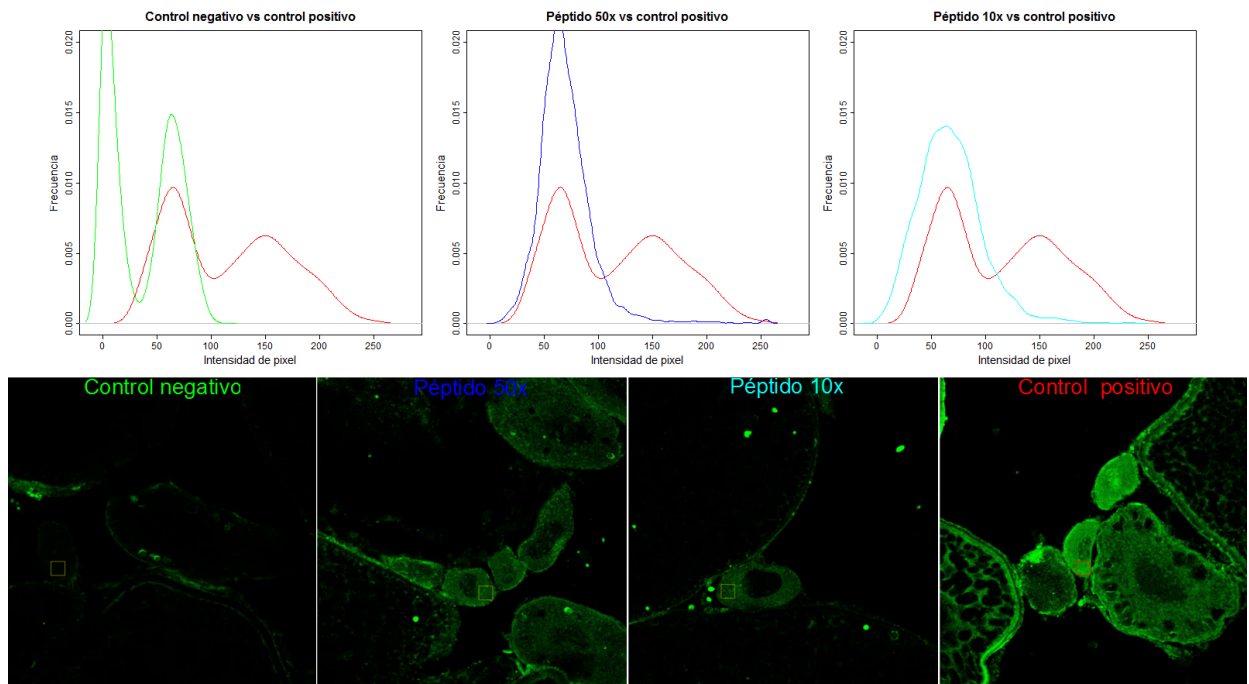 Control negativo vs control positivo
Péptido 50x vs control positivo
Péptido 10x vs control positivo
Frecuencia
0.000
0.005
0.010
0.015
0.020
0
50
100
150
200
250
Intensidad de pixel
Frecuencia
0.000
0.005
0.010
0.015
0.020
0
50
100
150
200
250
Intensidad de pixel
Frecuencia
0.000
0.005
0.010
0.015
0.020
0
50
100
150
200
250
Intensidad de pixel
Control negativo
Péptido 50x
Péptido 10x
Control positivo